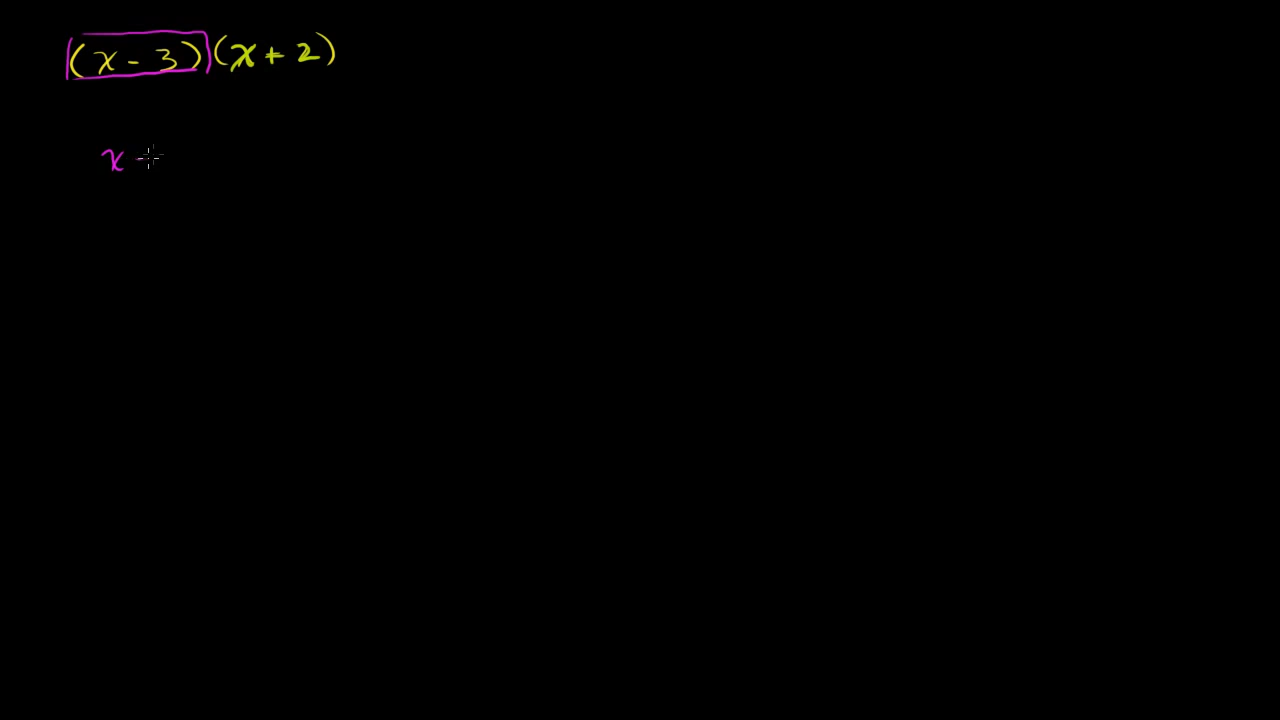 (x - 3)(x + 2)
x -